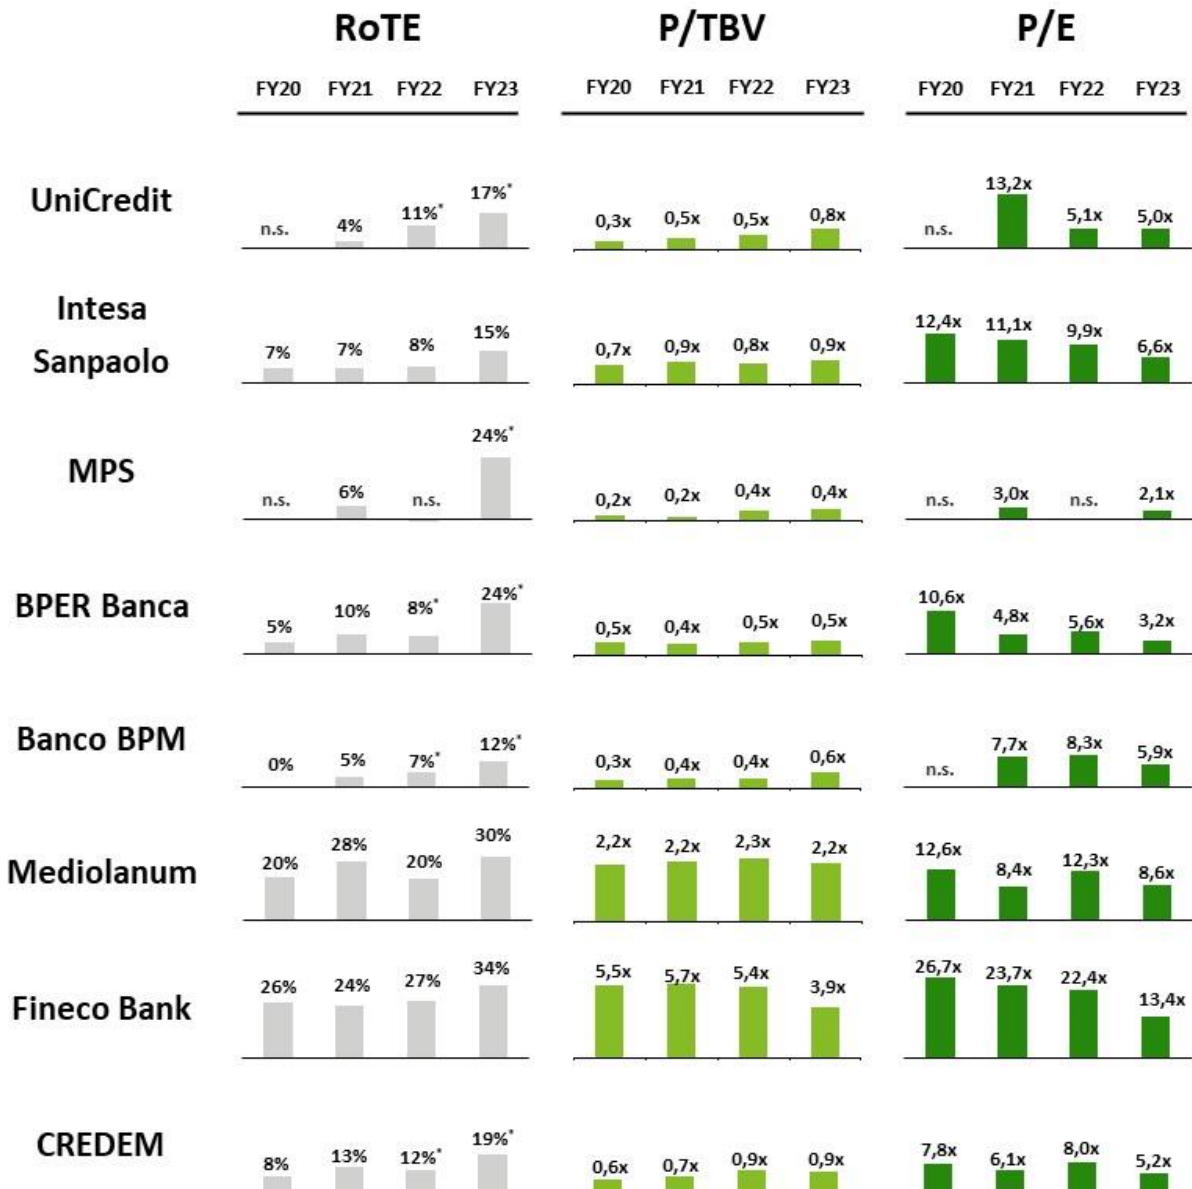 RoTE P/TBV P/E
FY20 FY21 FY22 FY23 FY20 FY21 FY22 FY23 FY20 FY21 FY22 FY23
UniCredit n.s. 4% 11%* 17%* 0,3x 0,5x 0,5x 0,8x n.s. 13,2x 5,1x 5,0x
Intesa
Sanpaolo 7% 7% 8% 15% 0,7x 0,9x 0,8x 0,9x 12,4x 11,1x 9,9x 6,6x
MPS n.s. 6% n.s. 24%* 0,2x 0,2x 0,4x 0,4x n.s. 3,0x n.s. 2,1x
BPER Banca 5% 10% 8%* 24%* 0,5x 0,4x 0,5x 0,5x 10,6x 4,8x 5,6x 3,2x
Banco BPM 0% 5% 7%* 12%* 0,3x 0,4x 0,4x 0,6x n.s. 7,7x 8,3x 5,9x
Mediolanum 20% 28% 20% 30% 2,2x 2,2x 2,3x 2,2x 12,6x 8,4x 12,3x 8,6x
Fineco Bank 26% 24% 27% 34% 5,5x 5,7x 5,4x 3,9x 26,7x 23,7x 22,4x 13,4x
CREDEM 8% 13% 12%* 19%* 0,6x 0,7x 0,9x 0,9x 7,8x 6,1x 8,0x 5,2x